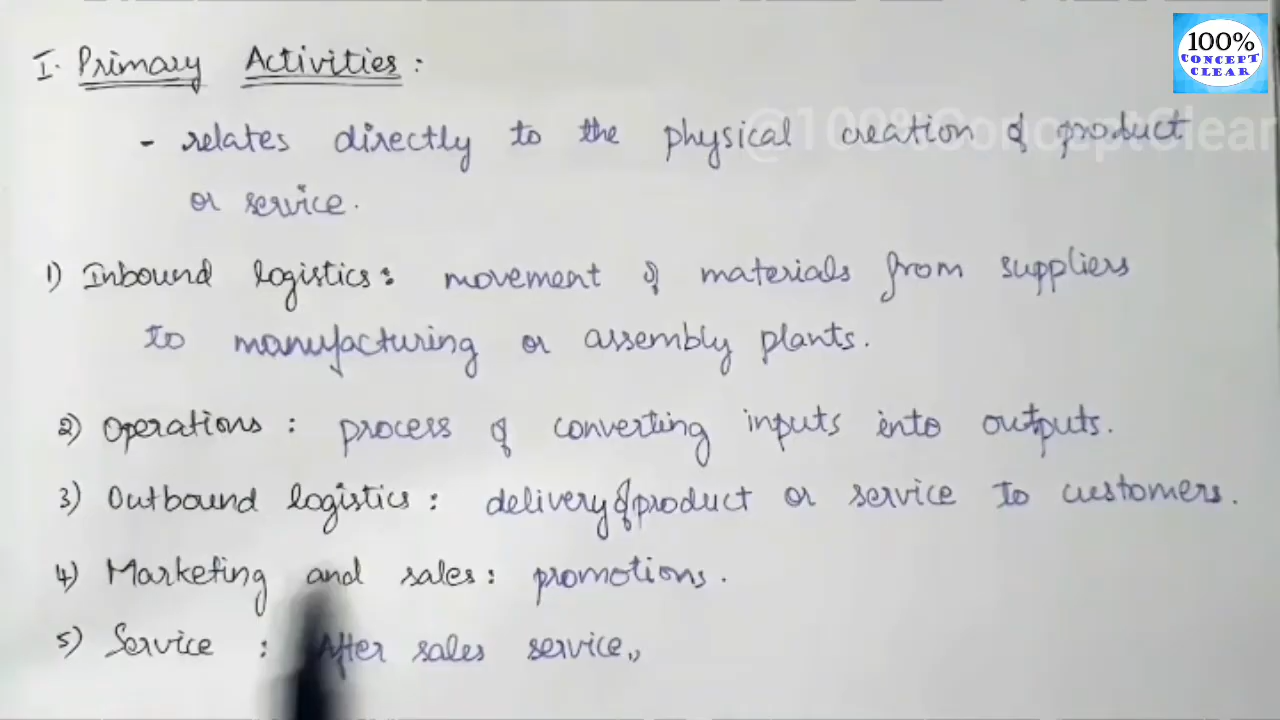 100%
CONCEPT
CLEAR
@100%ConceptClear
I. Primary Activities :
- relates directly to the physical creation of product
or service.
1) Inbound logistics: movement of materials from suppliers
to manufacturing or assembly plants.
2) Operations : process of converting inputs into outputs.
3) Outbound logistics: delivery of product or service to customers.
4) Marketing and sales: promotions.
5) Service : After sales service,,